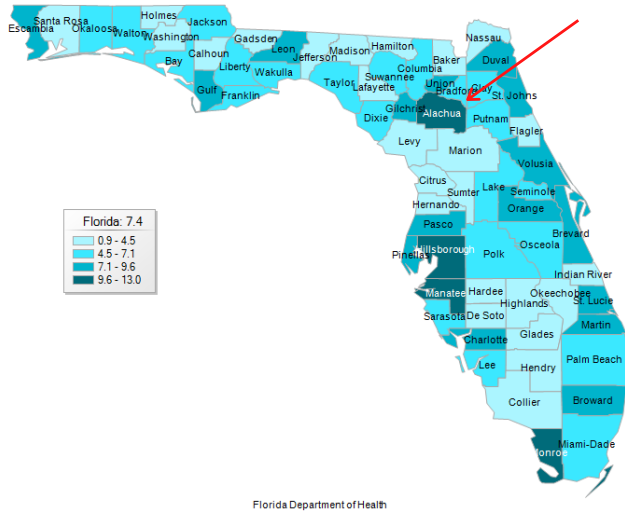 Holmes
Santa Rosa
Jackson
Escambia
Okaloosa
Walton
Washington
Gadsden
Nassau
Calhoun
Leon
Madison
Hamilton
Jefferson
Baker
Duval
Bay
Liberty
Wakulla
Suwannee
Columbia
Taylor
Lafayette
Union
Bradford
Clay
St. Johns
Gulf
Franklin
Gilchrist
Alachua
Dixie
Putnam
Flagler
Levy
Marion
Volusia
Citrus
Sumter
Lake
Seminole
Hernando
Orange
Florida: 7.4
0.9 - 4.5
4.5 - 7.1
7.1 - 9.6
9.6 - 13.0
Pasco
Brevard
Pinellas
Hillsborough
Polk
Osceola
Indian River
Manatee
Hardee
Okeechobee
Highlands
St. Lucie
Sarasota
De Soto
Martin
Charlotte
Glades
Lee
Hendry
Palm Beach
Collier
Broward
Miami-Dade
Monroe
Florida Department of Health